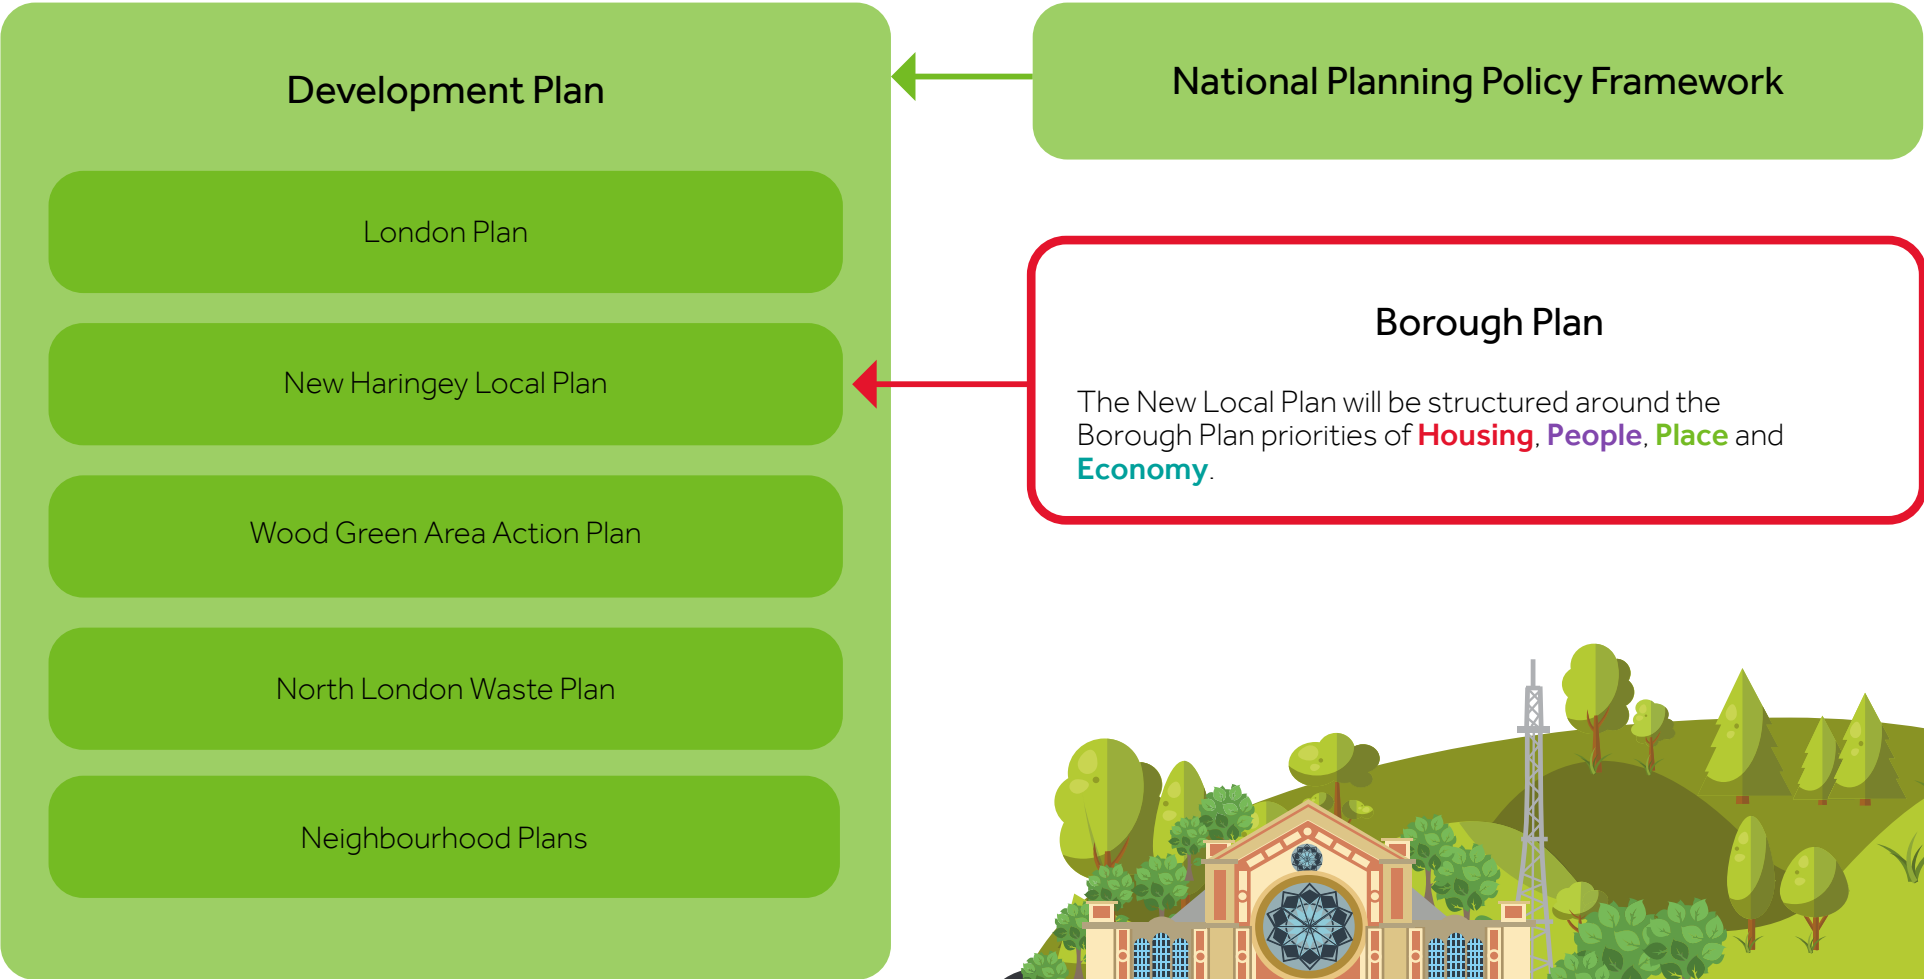 Development Plan
London Plan
New Haringey Local Plan
Wood Green Area Action Plan
North London Waste Plan
Neighbourhood Plans
National Planning Policy Framework
Borough Plan
The New Local Plan will be structured around the
Borough Plan priorities of Housing, People, Place and
Economy.